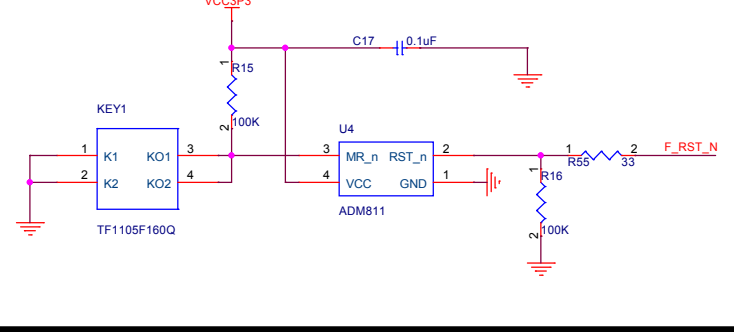 VCC3P3
C17 0.1uF
1 R15
KEY1
2 100K
U4
1 K1 KO1 3
3 MR_n RST_n 2
1 R55 33 2 F_RST_N
2 K2 KO2 4
4 VCC GND 1
1 R16
TF1105F160Q
ADM811
2 100K